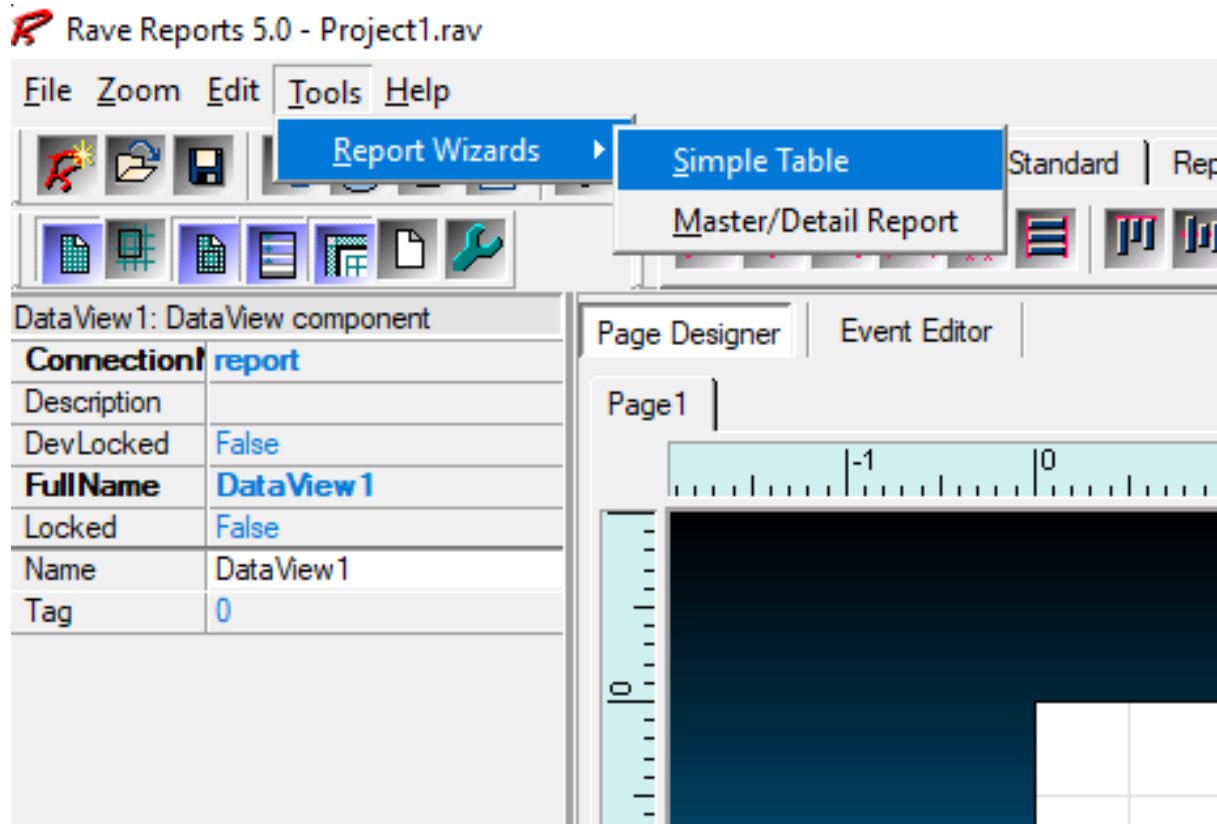 Rave Reports 5.0 - Project1.rav
File Zoom Edit Tools Help
Report Wizards
Simple Table
Master/Detail Report
Standard
DataView1: DataView component
report
Description
DevLocked False
FullName DataView1
Locked False
Name DataView1
Tag 0
Page Designer Event Editor
Page1
-1 0
0